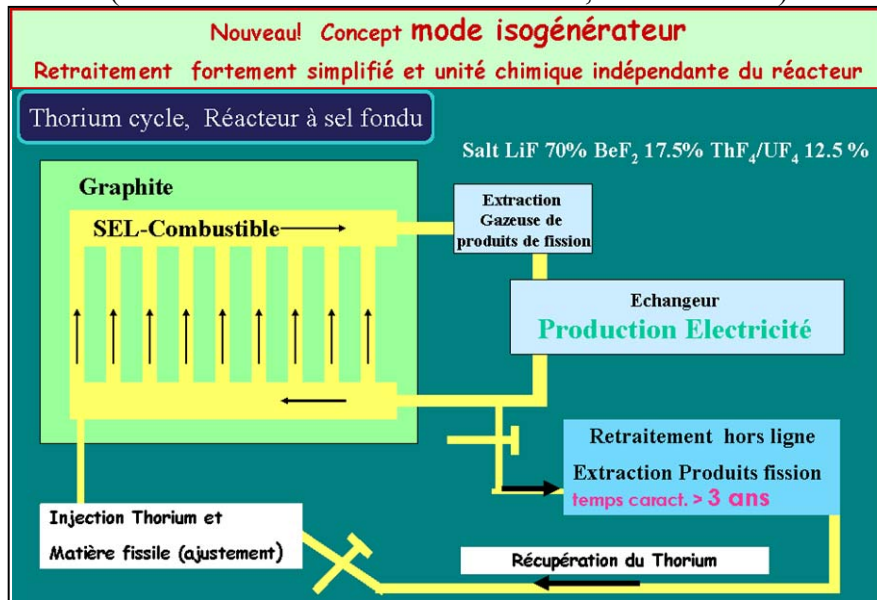 Nouveau! Concept mode isogénérateur
Retraitement fortement simplifié et unité chimique indépendante du réacteur
Thorium cycle, Réacteur à sel fondu
Salt LiF 70% BeF₂ 17.5% ThF₄/UF₄ 12.5 %
Graphite
SEL-Combustible
Extraction
Gazeuse de
produits de fission
Echangeur
Production Electricité
Retraitement hors ligne
Extraction Produits fission
temps caract. > 3 ans
Injection Thorium et
Matière fissile (ajustement)
Récupération du Thorium